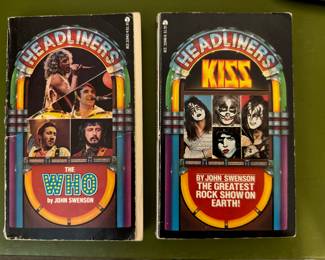 HEADLINERS
THE
WHO
by JOHN SWENSON
HEADLINERS
KISS
BY JOHN SWENSON
THE GREATEST
ROCK SHOW ON
EARTH!